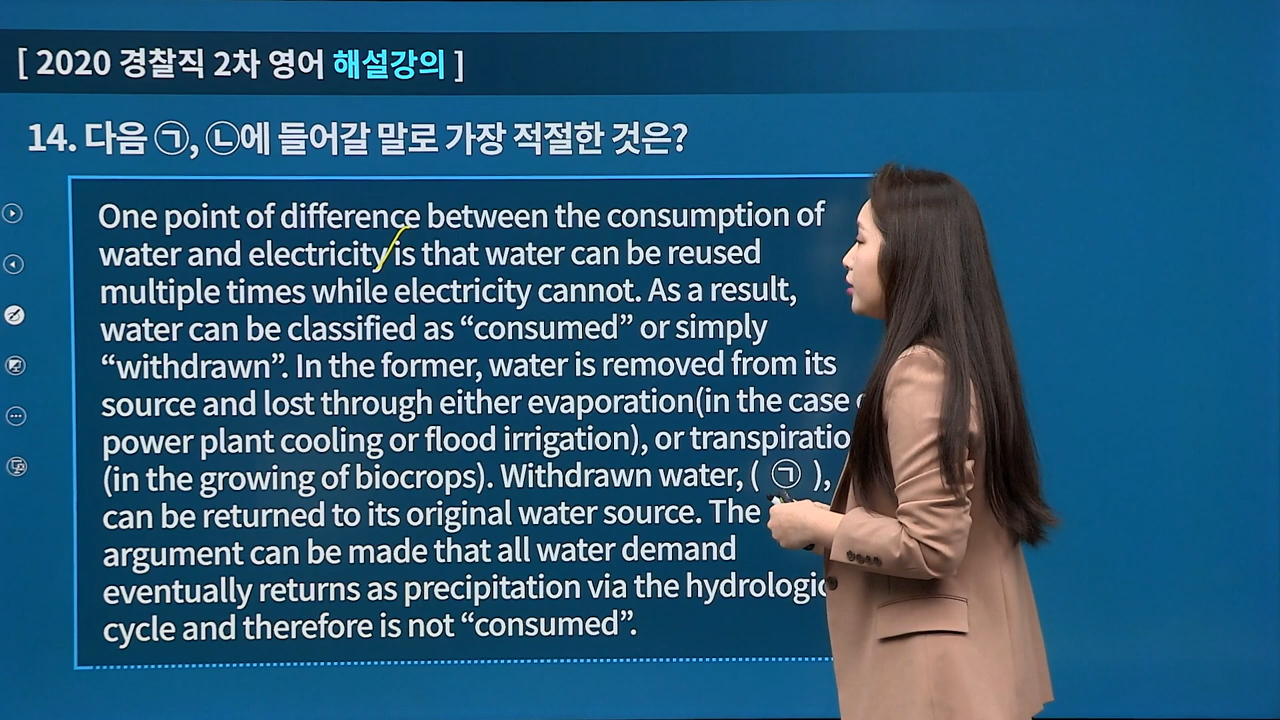 [ 2020 경찰직 2차 영어 해설강의 ]
14. 다음 ㉠, ㉡에 들어갈 말로 가장 적절한 것은?
One point of difference between the consumption of
water and electricity is that water can be reused
multiple times while electricity cannot. As a result,
water can be classified as “consumed” or simply
“withdrawn”. In the former, water is removed from its
source and lost through either evaporation(in the case
power plant cooling or flood irrigation), or transpiratio
(in the growing of biocrops). Withdrawn water, ( ㉠ ),
can be returned to its original water source. The
argument can be made that all water demand
eventually returns as precipitation via the hydrologic
cycle and therefore is not “consumed”.